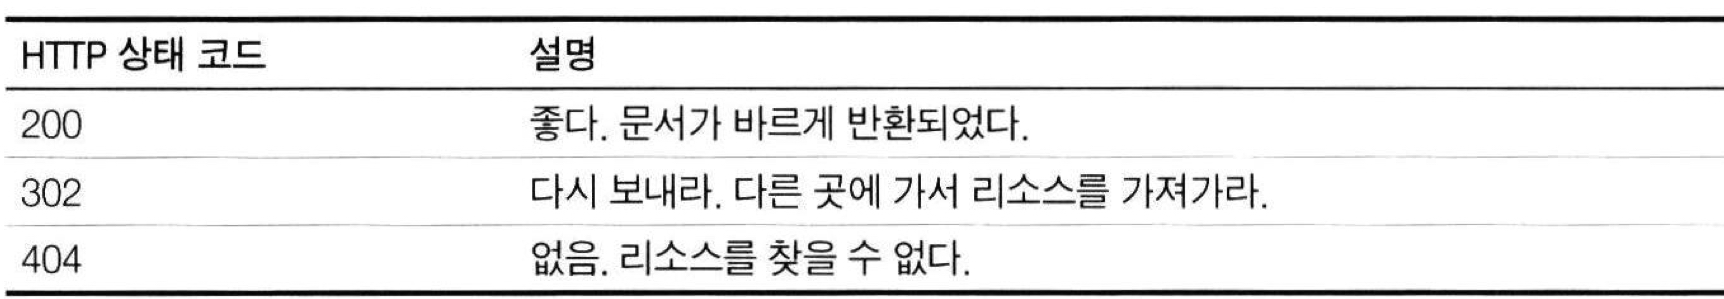 HTTP 상태 코드 설명
200 좋다. 문서가 바르게 반환되었다.
302 다시 보내라. 다른 곳에 가서 리소스를 가져가라.
404 없음. 리소스를 찾을 수 없다.